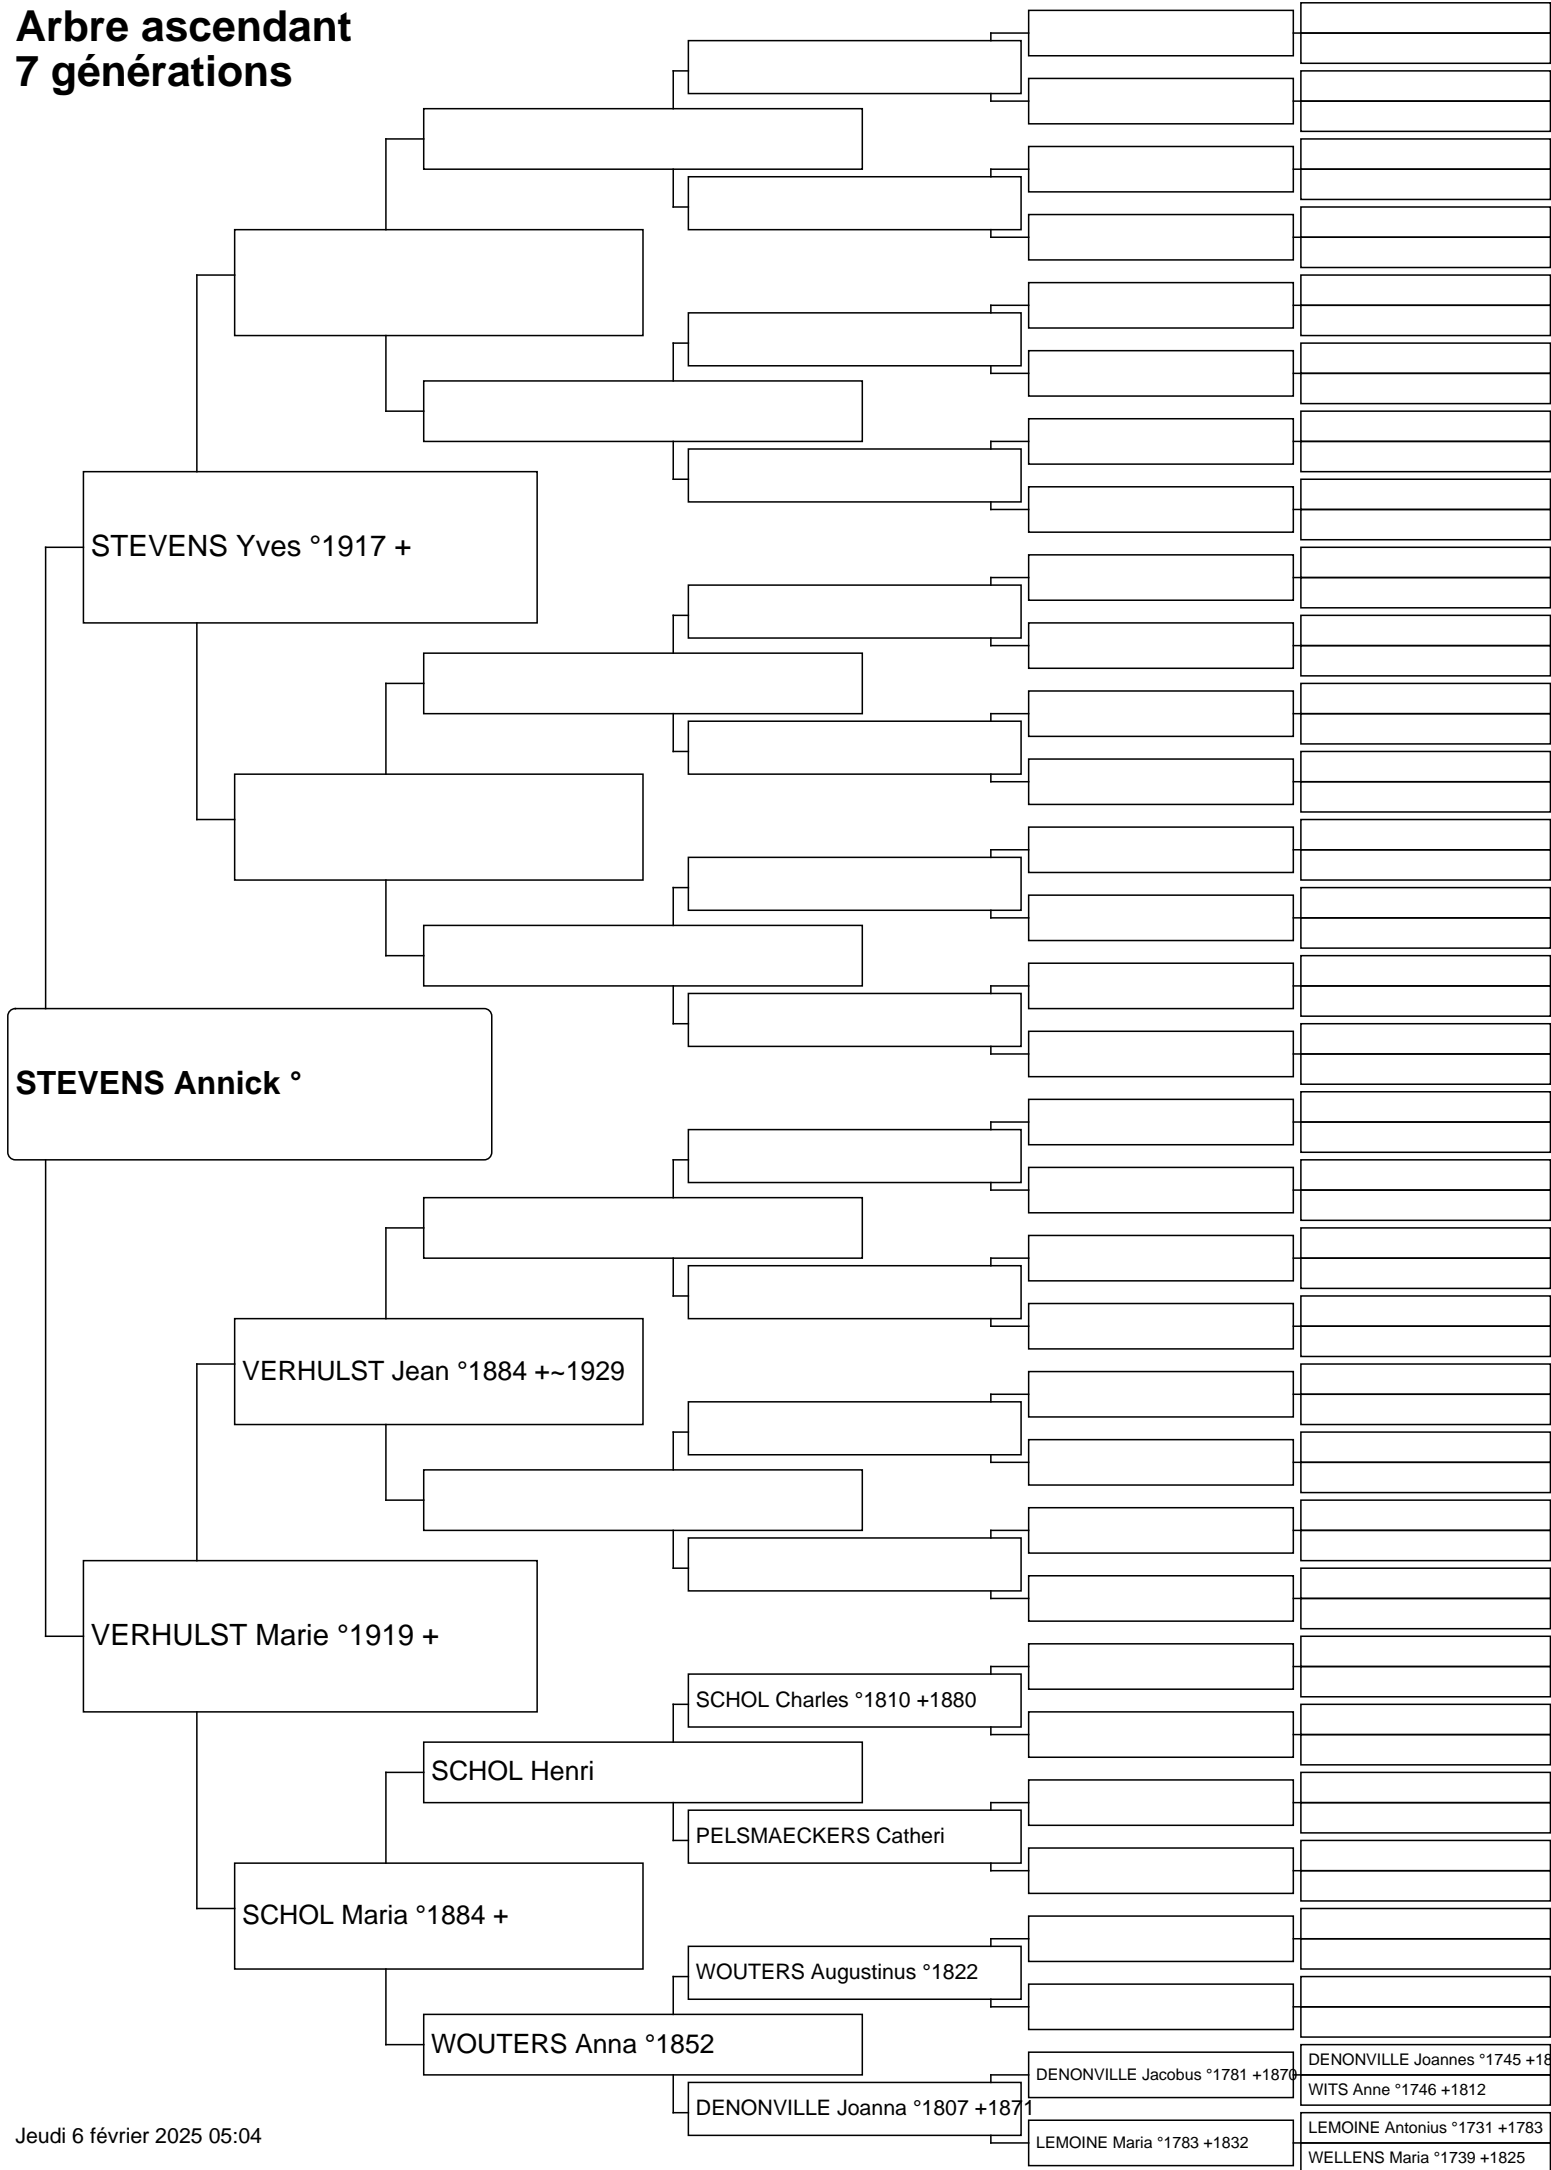 Arbre ascendant
7 générations
STEVENS Yves °1917 +
STEVENS Annick °
VERHULST Jean °1884 +~1929
VERHULST Marie °1919 +
SCHOL Charles °1810 +1880
SCHOL Henri
PELSMAECKERS Catheri
SCHOL Maria °1884 +
WOUTERS Augustinus °1822
WOUTERS Anna °1852
DENONVILLE Joannes °1745 +18
DENONVILLE Jacobus °1781 +1870
WITS Anne °1746 +1812
DENONVILLE Joanna °1807 +1871
LEMOINE Antonius °1731 +1783
LEMOINE Maria °1783 +1832
WELLENS Maria °1739 +1825
Jeudi 6 février 2025 05:04